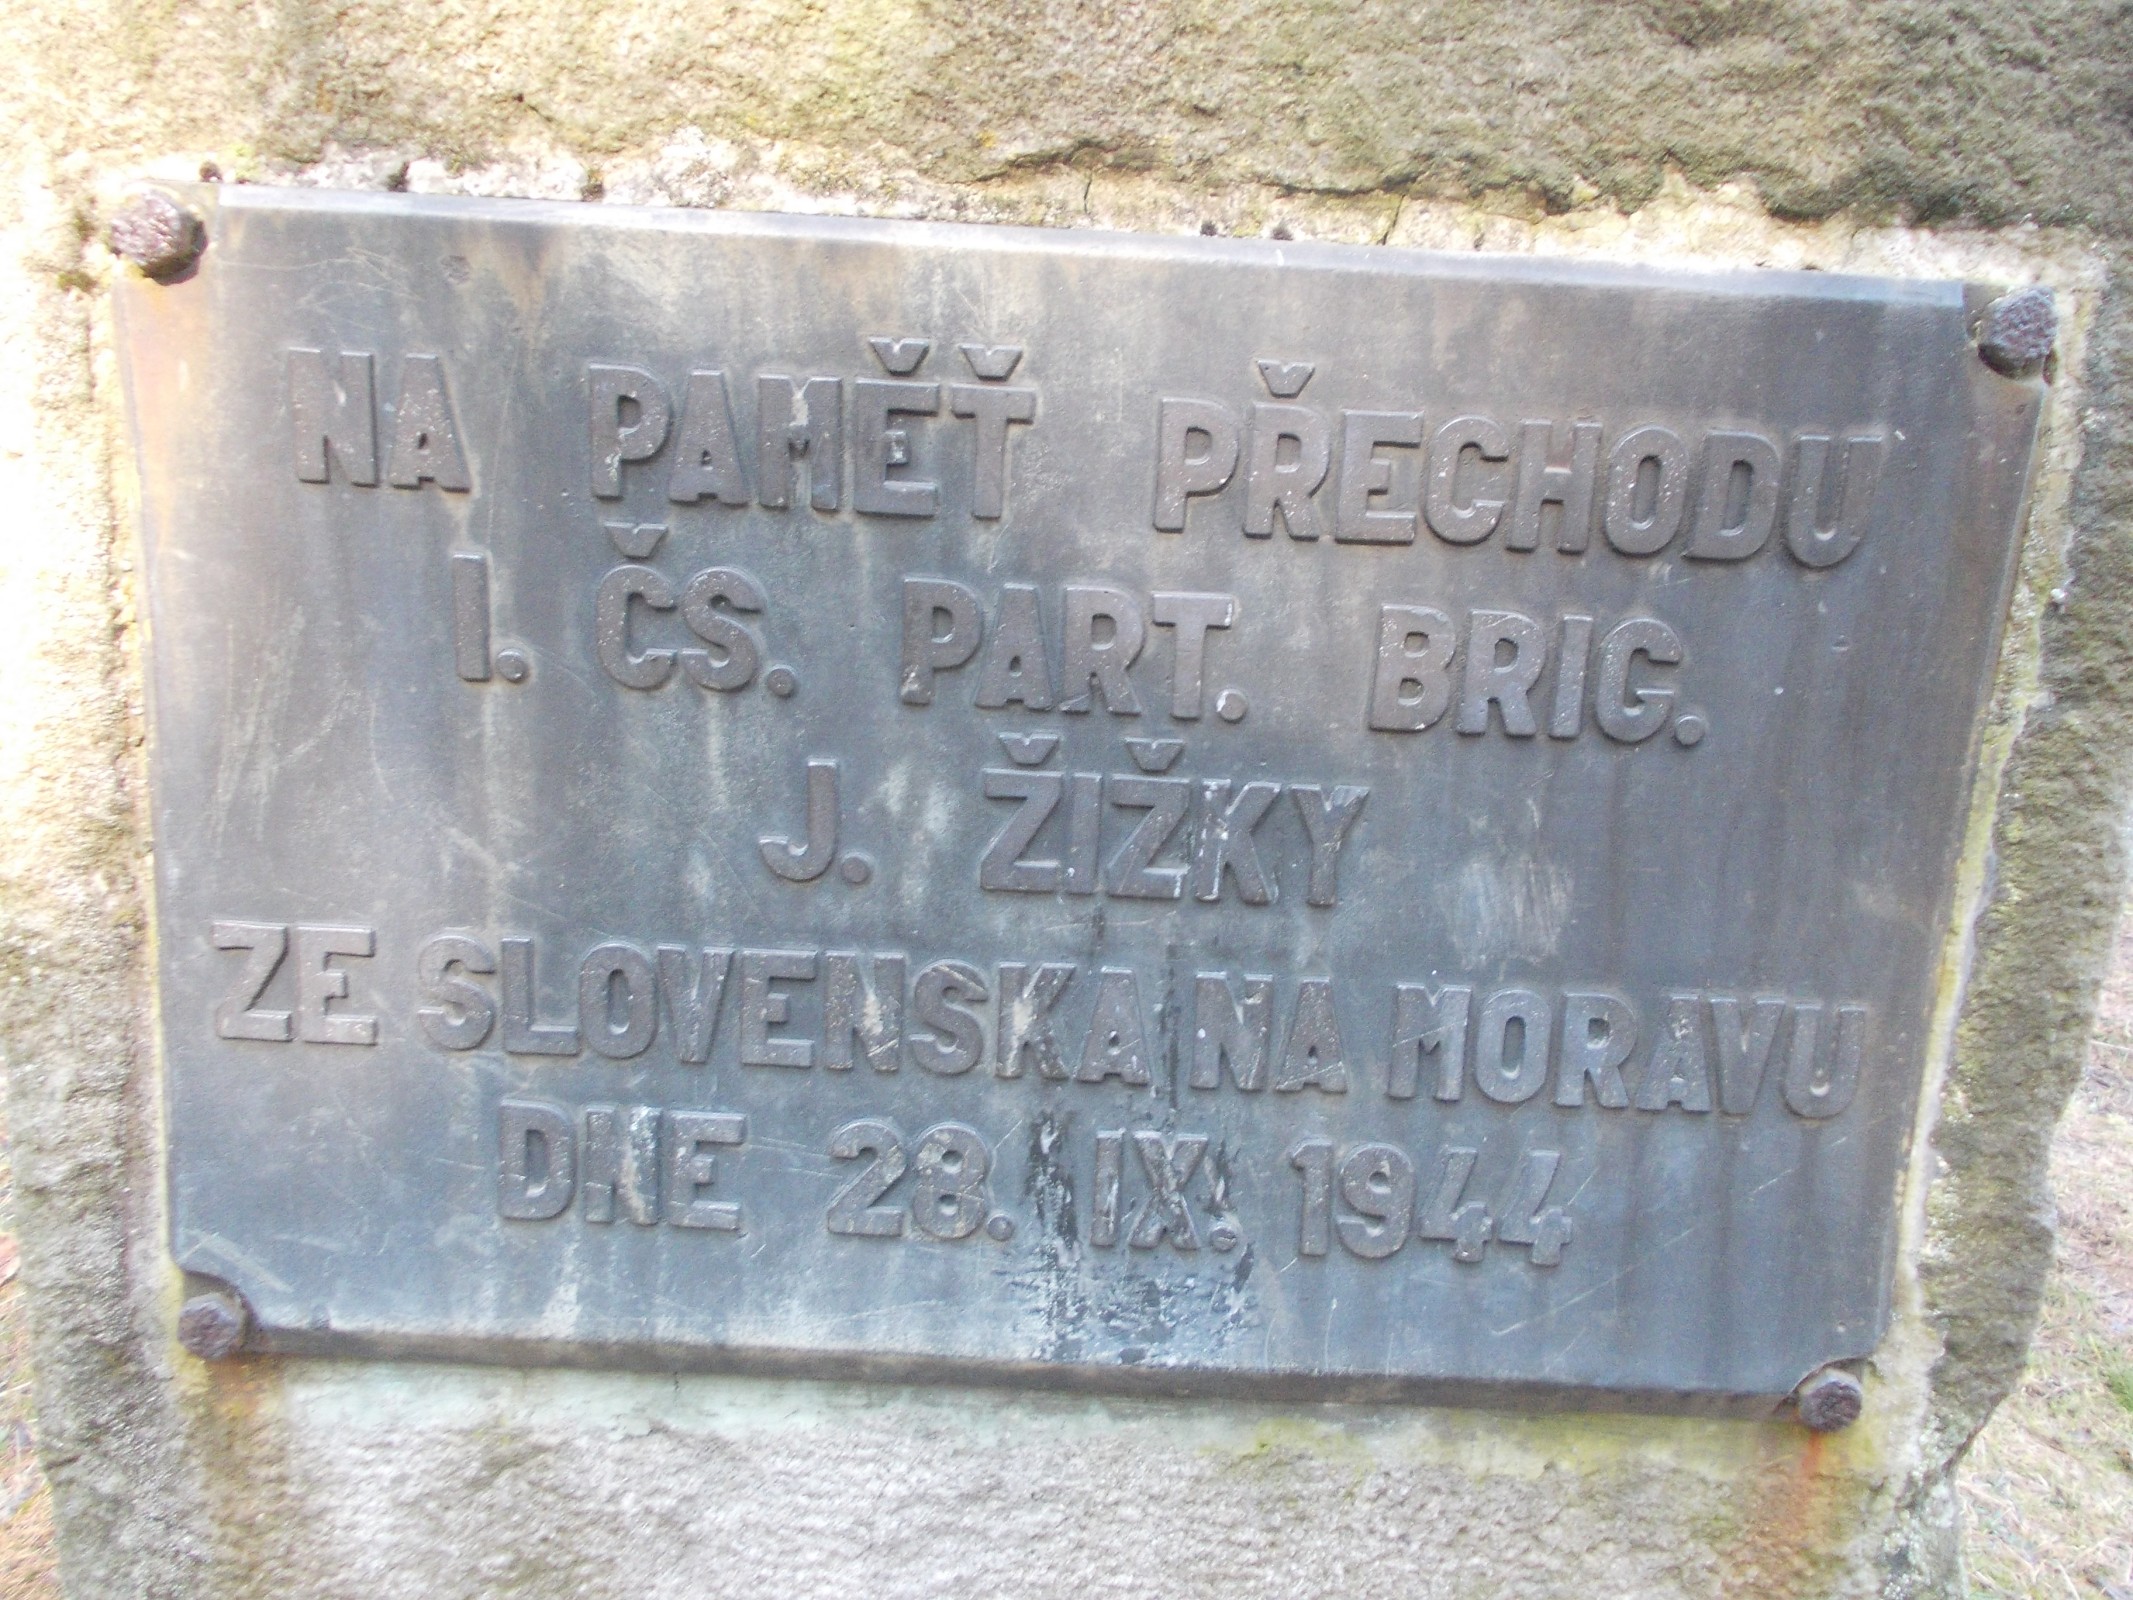 NA PAMĚŤ PŘECHODU
I. ČS. PART. BRIG.
J. ŽIŽKY
ZE SLOVENSKA NA MORAVU
DNE 28. IX. 1944